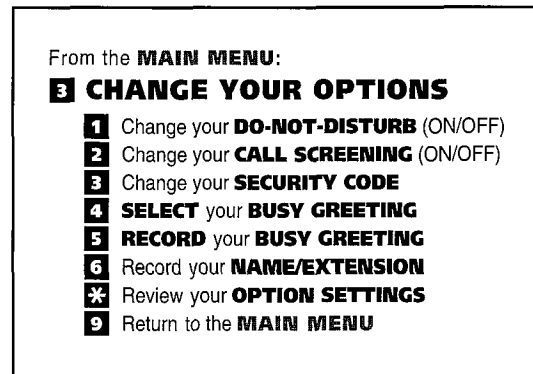 From the MAIN MENU:
3 CHANGE YOUR OPTIONS
1 Change your DO-NOT-DISTURB (ON/OFF)
2 Change your CALL SCREENING (ON/OFF)
3 Change your SECURITY CODE
4 SELECT your BUSY GREETING
5 RECORD your BUSY GREETING
6 Record your NAME/EXTENSION
* Review your OPTION SETTINGS
9 Return to the MAIN MENU